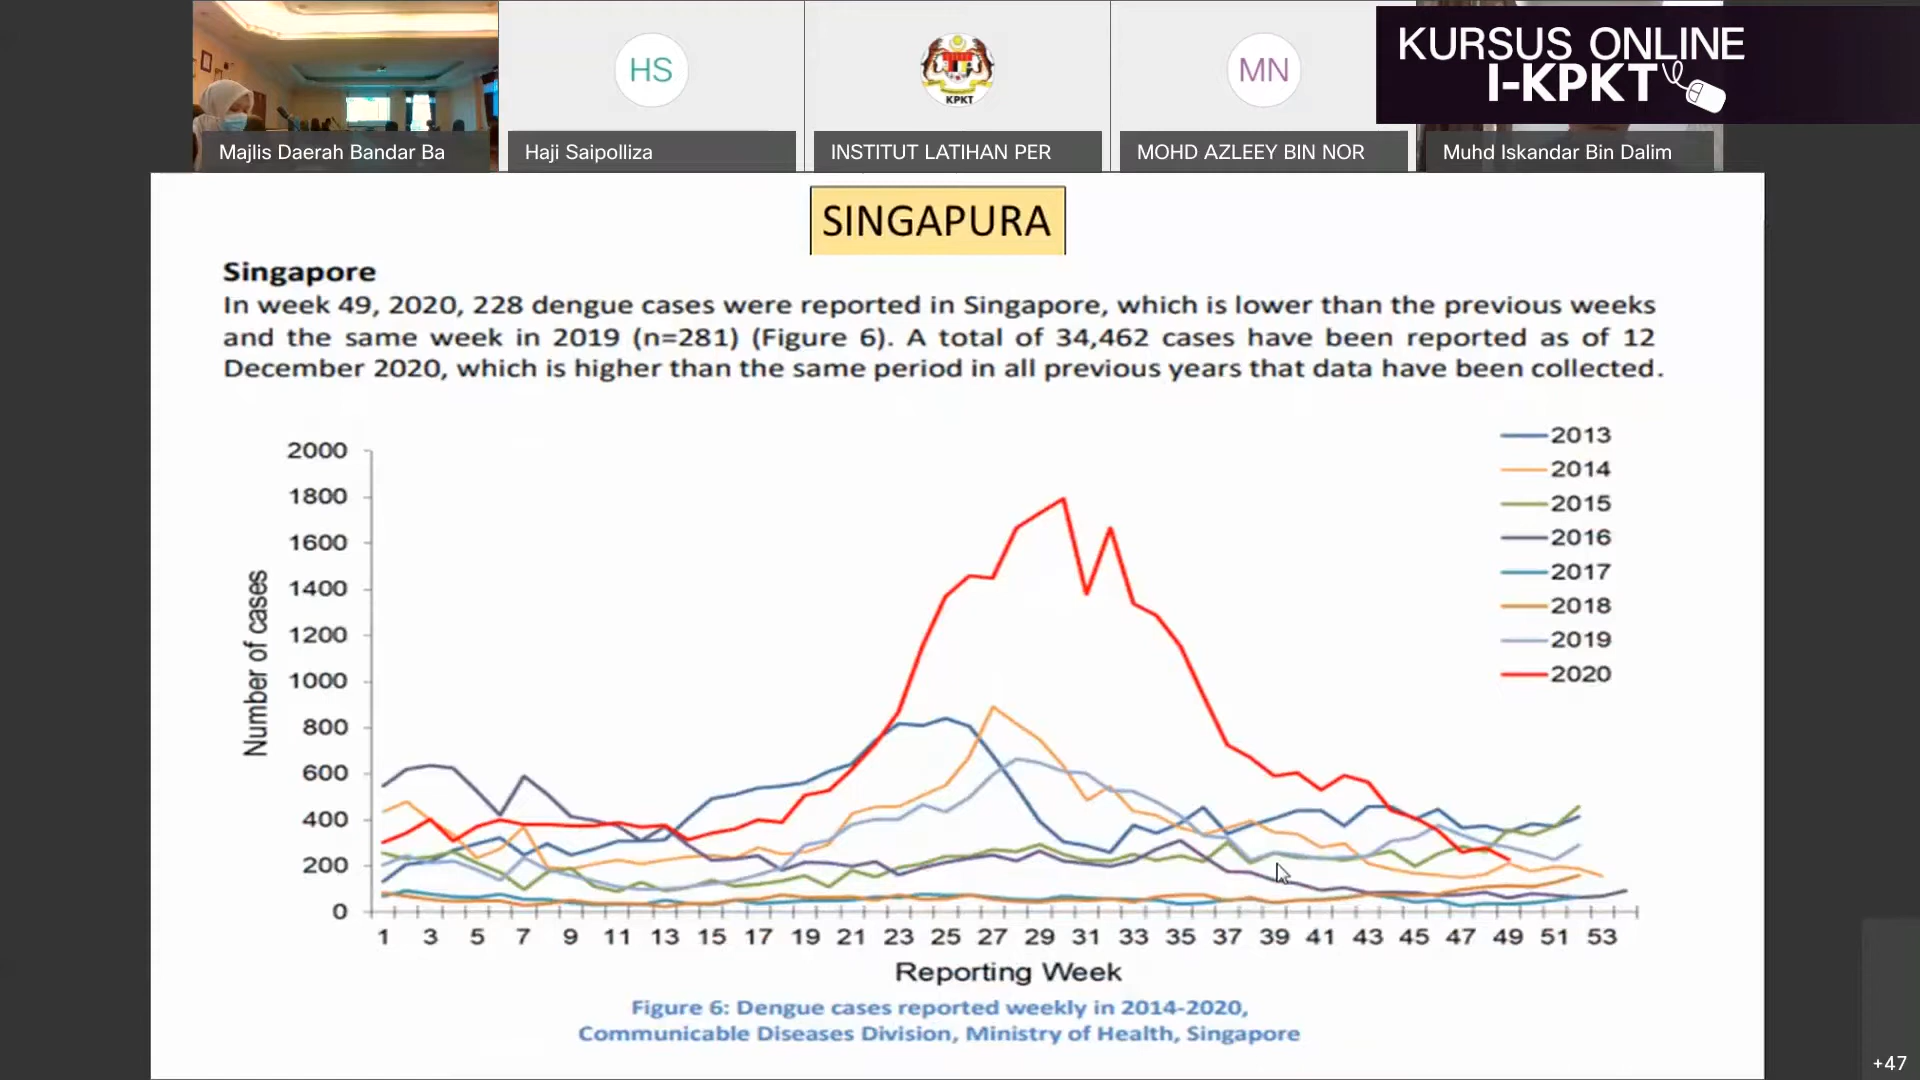 HS
KPKT
MN
KURSUS ONLINE
I-KPKT
Majlis Daerah Bandar Ba
Haji Saipolliza
INSTITUT LATIHAN PER
MOHD AZLEEY BIN NOR
Muhd Iskandar Bin Dalim
SINGAPURA
Singapore
In week 49, 2020, 228 dengue cases were reported in Singapore, which is lower than the previous weeks
and the same week in 2019 (n=281) (Figure 6). A total of 34,462 cases have been reported as of 12
December 2020, which is higher than the same period in all previous years that data have been collected.
2000
1800
1600
1400
1200
1000
800
600
400
200
0
Number of cases
2013
2014
2015
2016
2017
2018
2019
2020
1 3 5 7 9 11 13 15 17 19 21 23 25 27 29 31 33 35 37 39 41 43 45 47 49 51 53
Reporting Week
Figure 6: Dengue cases reported weekly in 2014-2020,
Communicable Diseases Division, Ministry of Health, Singapore
+47